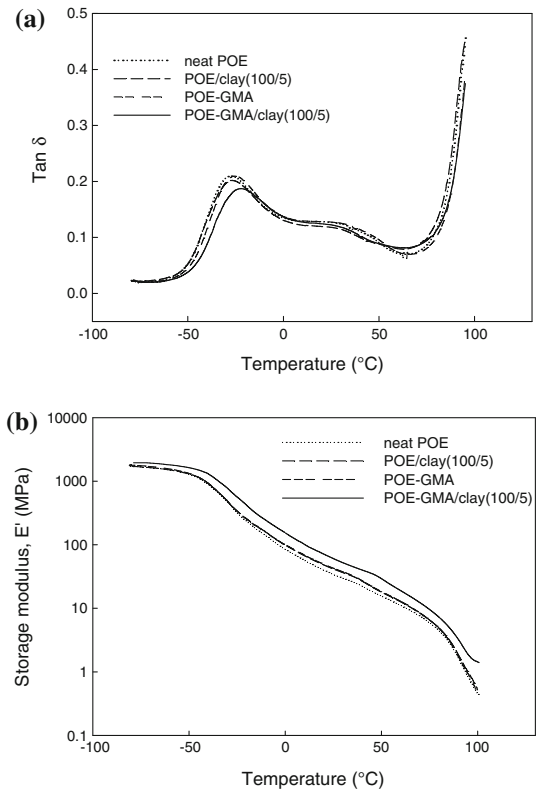 (a)
0.5
0.4
0.3
0.2
0.1
0.0
Tan δ
neat POE
POE/clay(100/5)
POE-GMA
POE-GMA/clay(100/5)
-100
-50
0
50
100
Temperature (°C)
(b)
10000
1000
100
10
1
0.1
Storage modulus, E' (MPa)
neat POE
POE/clay(100/5)
POE-GMA
POE-GMA/clay(100/5)
-100
-50
0
50
100
Temperature (°C)